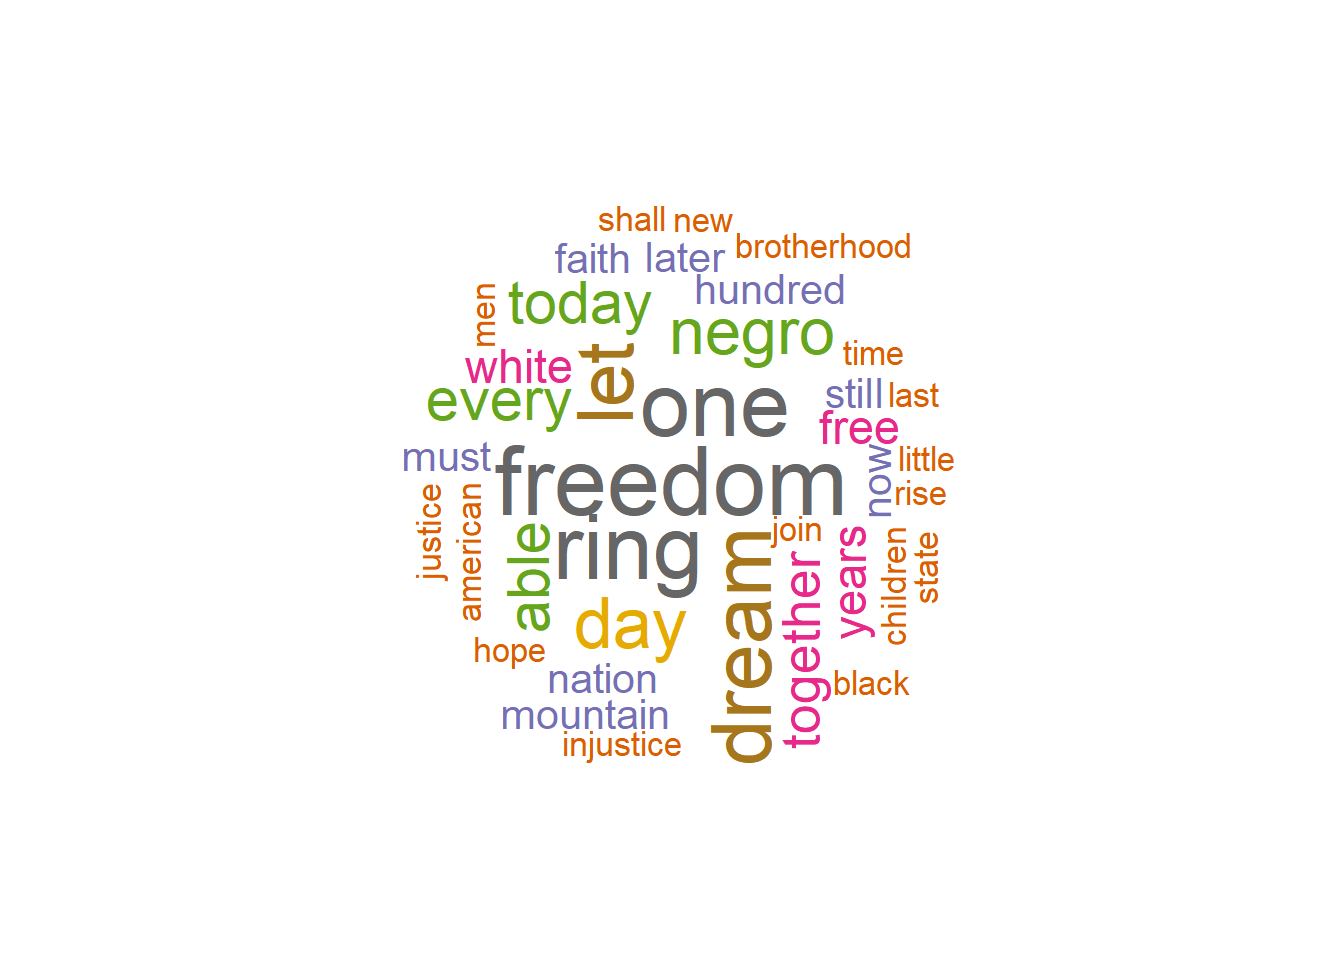 shall new
brotherhood
faith later
hundred
today
men
negro
time
let
white
every
one
still last
free
must
freedom
now
little
rise
justice
american
able
ring
join
dream
together
years
children
state
day
hope
nation
black
mountain
injustice